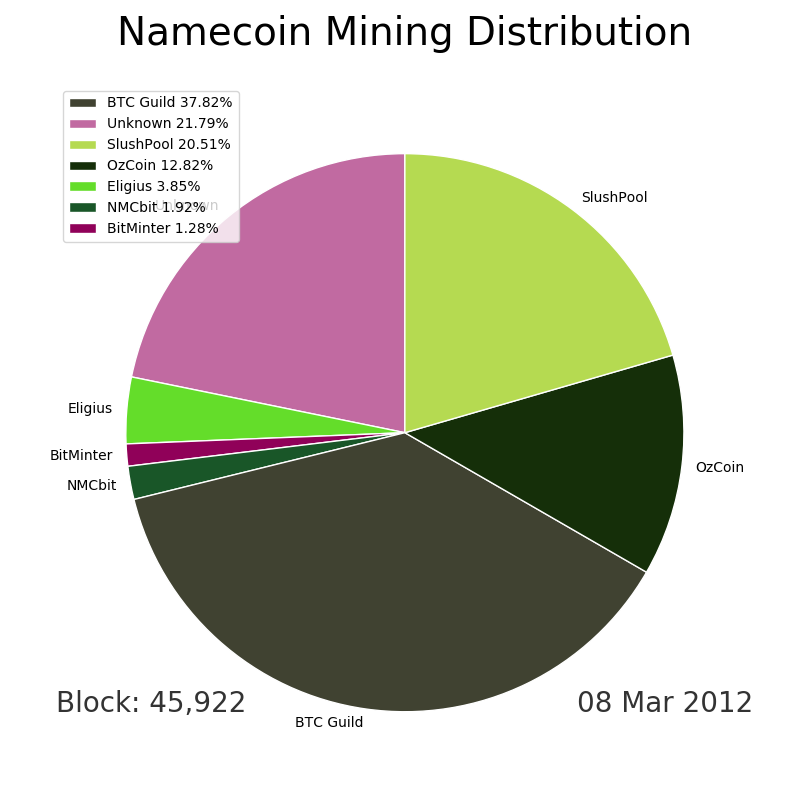 Namecoin Mining Distribution
BTC Guild 37.82%
Unknown 21.79%
SlushPool 20.51%
OzCoin 12.82%
Eligius 3.85%
NMCbit 1.92%
BitMinter 1.28%
Unknown
SlushPool
Eligius
BitMinter
OzCoin
NMCbit
Block: 45,922
08 Mar 2012
BTC Guild